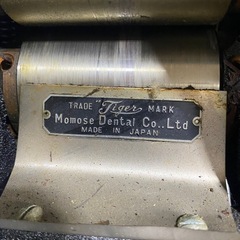 TRADE "Tiger" MARK
Momose Dental Co., Ltd
MADE IN JAPAN